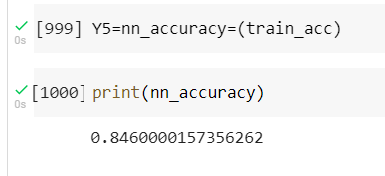 [999] Y5=nn_accuracy=(train_acc)
0s
[1000] print(nn_accuracy)
0s
0.8460000157356262